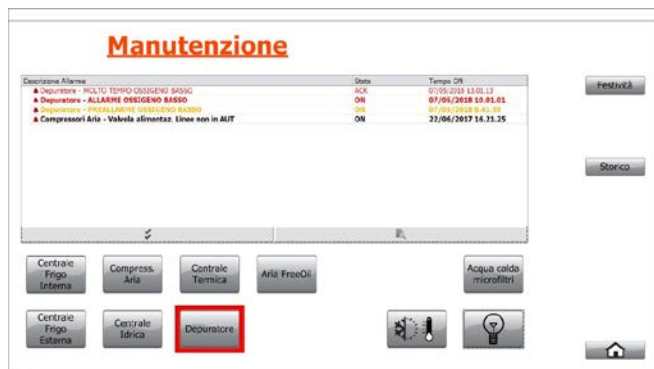 Manutenzione
Descrizione Allarme Stato Tempo ON
Depuratore - MOLTO TEMPO OSSIGENO BASSO ACK 07/05/2018 13.01.13
Depuratore - ALLARME OSSIGENO BASSO ON 07/05/2018 10.01.01
Depuratore - PREALLARME OSSIGENO BASSO ON
Compressori Aria - Valvola alimentaz. Linee non in AUT ON 22/06/2017 16.21.25
Festività
Storico
Centrale
Frigo
Interna
Compress.
Aria
Centrale
Termica
Aria FreeOil
Acqua calda
microfiltri
Centrale
Frigo
Esterna
Centrale
Idrica
Depuratore